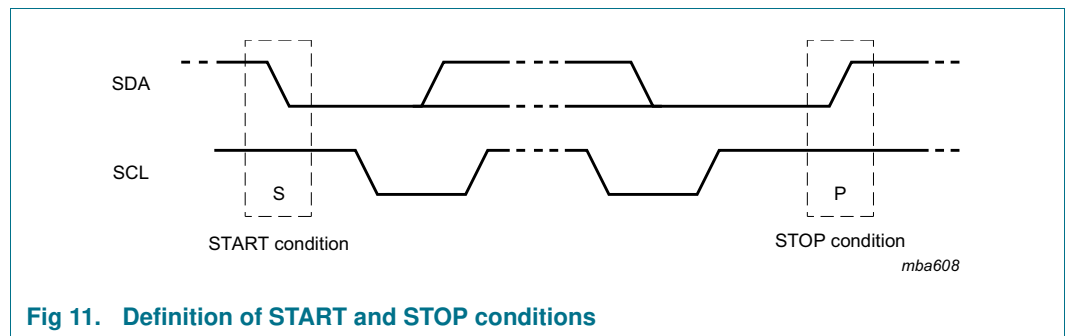 SDA
SCL
S
P
START condition
STOP condition
mba608
Fig 11. Definition of START and STOP conditions